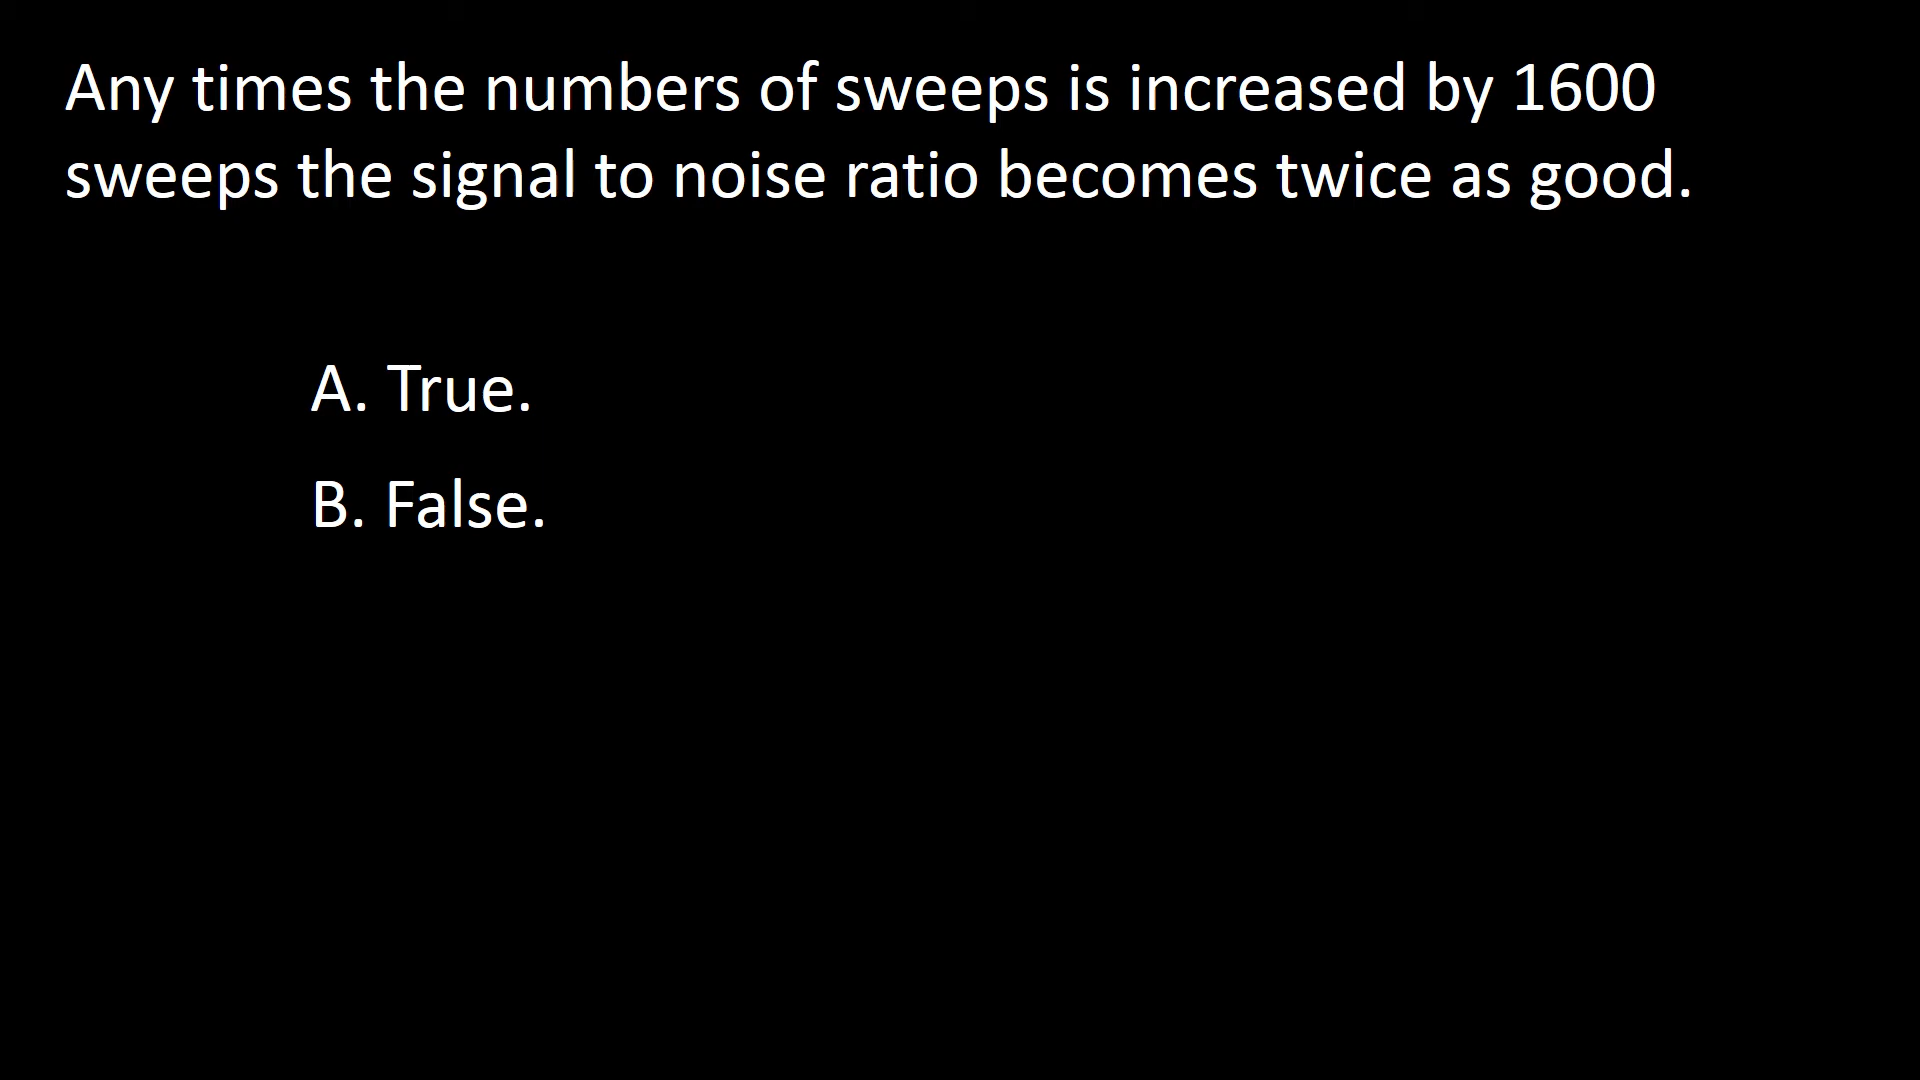 Any times the numbers of sweeps is increased by 1600
sweeps the signal to noise ratio becomes twice as good.
A. True.
B. False.